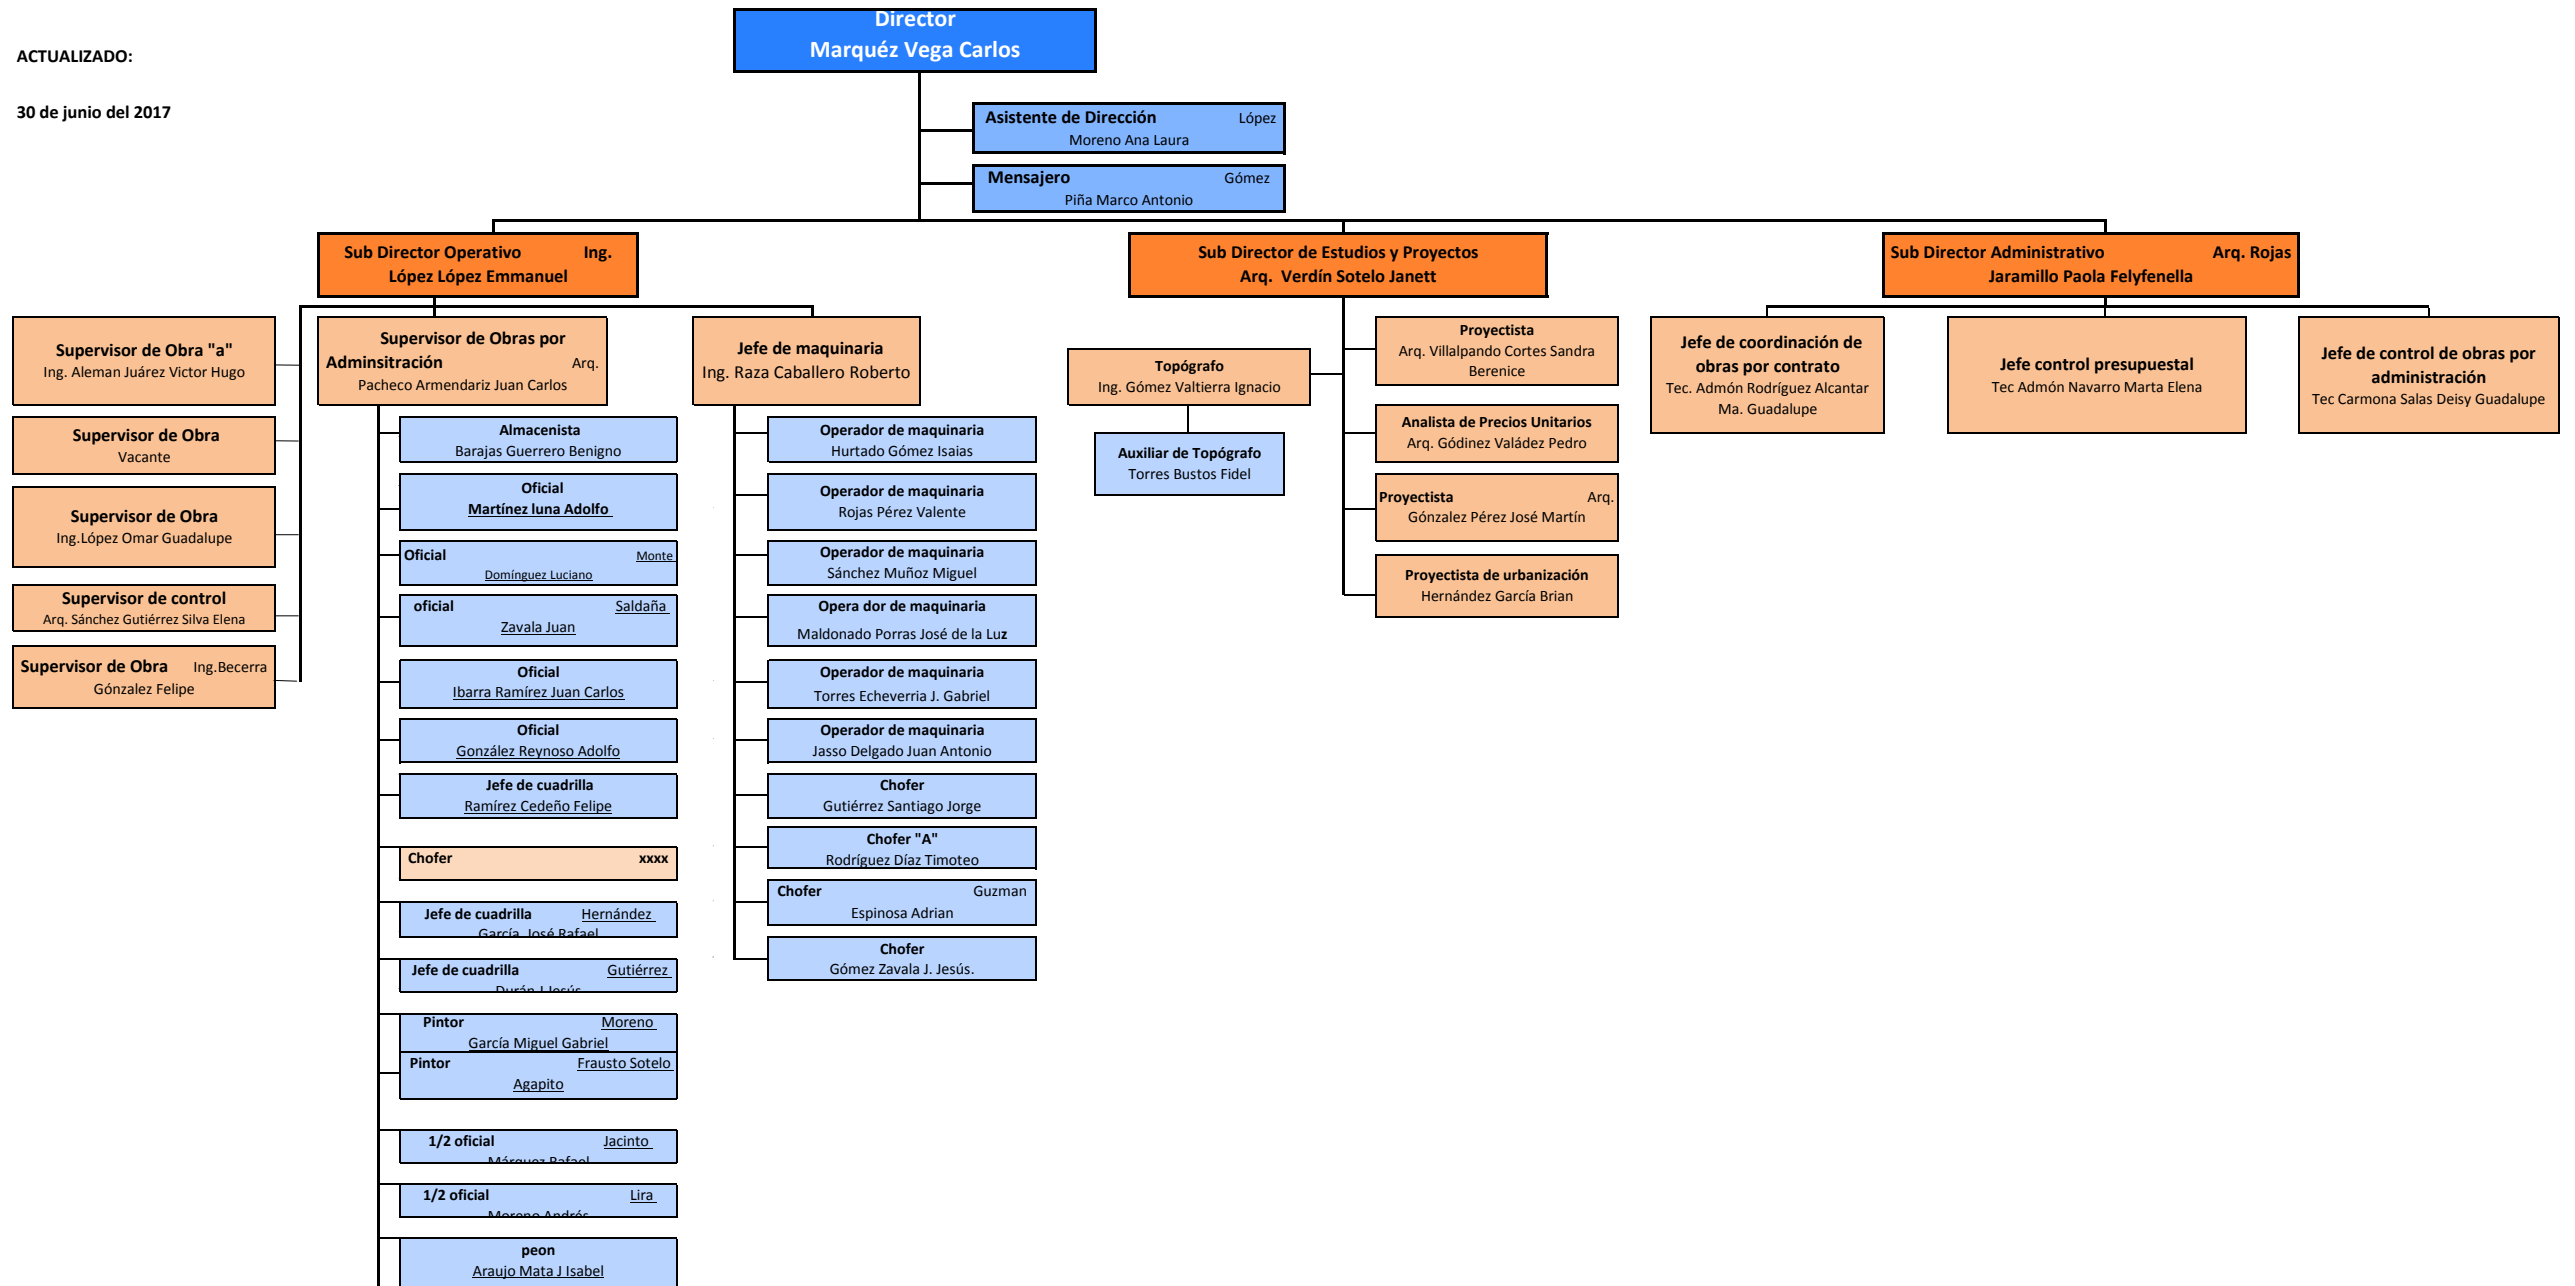 Director
Marquéz Vega Carlos
ACTUALIZADO:
30 de junio del 2017
Asistente de Dirección López
Moreno Ana Laura
Mensajero Gómez
Piña Marco Antonio
Sub Director Operativo Ing.
López López Emmanuel
Sub Director de Estudios y Proyectos
Arq. Verdín Sotelo Janett
Sub Director Administrativo Arq. Rojas
Jaramillo Paola Felyfenella
Supervisor de Obra "a"
Ing. Aleman Juárez Victor Hugo
Supervisor de Obra
Vacante
Supervisor de Obra
Ing.López Omar Guadalupe
Supervisor de control
Arq. Sánchez Gutiérrez Silva Elena
Supervisor de Obra Ing.Becerra
Gónzalez Felipe
Supervisor de Obras por
Adminsitración Arq.
Pacheco Armendariz Juan Carlos
Almacenista
Barajas Guerrero Benigno
Oficial
Martínez luna Adolfo
Oficial Monte
Domínguez Luciano
oficial Saldaña
Zavala Juan
Oficial
Ibarra Ramírez Juan Carlos
Oficial
González Reynoso Adolfo
Jefe de cuadrilla
Ramírez Cedeño Felipe
Chofer xxxx
Jefe de cuadrilla Hernández
García José Rafael
Jefe de cuadrilla Gutiérrez
Durán J Jesús
Pintor Moreno
García Miguel Gabriel
Pintor Frausto Sotelo
Agapito
1/2 oficial Jacinto
Márquez Rafael
1/2 oficial Lira
Moreno Andrés
peon
Araujo Mata J Isabel
Jefe de maquinaria
Ing. Raza Caballero Roberto
Operador de maquinaria
Hurtado Gómez Isaias
Operador de maquinaria
Rojas Pérez Valente
Operador de maquinaria
Sánchez Muñoz Miguel
Opera dor de maquinaria
Maldonado Porras José de la Luz
Operador de maquinaria
Torres Echeverria J. Gabriel
Operador de maquinaria
Jasso Delgado Juan Antonio
Chofer
Gutiérrez Santiago Jorge
Chofer "A"
Rodríguez Díaz Timoteo
Chofer Guzman
Espinosa Adrian
Chofer
Gómez Zavala J. Jesús.
Topógrafo
Ing. Gómez Valtierra Ignacio
Auxiliar de Topógrafo
Torres Bustos Fidel
Proyectista
Arq. Villalpando Cortes Sandra
Berenice
Analista de Precios Unitarios
Arq. Gódinez Valádez Pedro
Proyectista Arq.
Gónzalez Pérez José Martín
Proyectista de urbanización
Hernández García Brian
Jefe de coordinación de
obras por contrato
Tec. Admón Rodríguez Alcantar
Ma. Guadalupe
Jefe control presupuestal
Tec Admón Navarro Marta Elena
Jefe de control de obras por
administración
Tec Carmona Salas Deisy Guadalupe